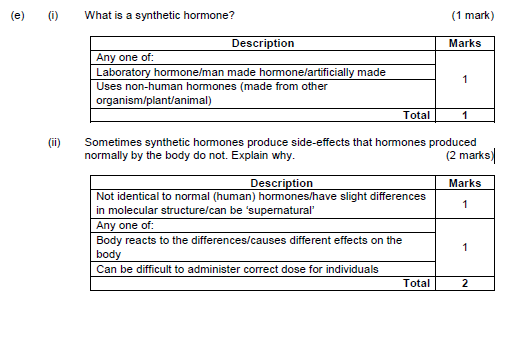 (e) (i) What is a synthetic hormone? (1 mark)
Description Marks
Any one of:
Laboratory hormone/man made hormone/artificially made
Uses non-human hormones (made from other
organism/plant/animal)
1
Total 1
(ii) Sometimes synthetic hormones produce side-effects that hormones produced
normally by the body do not. Explain why. (2 marks)
Description Marks
Not identical to normal (human) hormones/have slight differences
in molecular structure/can be 'supernatural'
1
Any one of:
Body reacts to the differences/causes different effects on the
body
Can be difficult to administer correct dose for individuals
1
Total 2